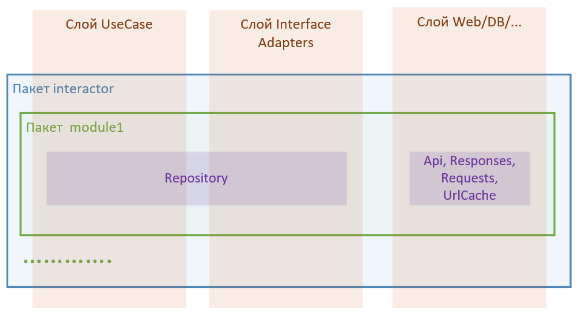 Слой UseCase
Слой Interface
Adapters
Слой Web/DB/...
Пакет interactor
Пакет module1
Repository
Api, Responses,
Requests,
UrlCache
.............